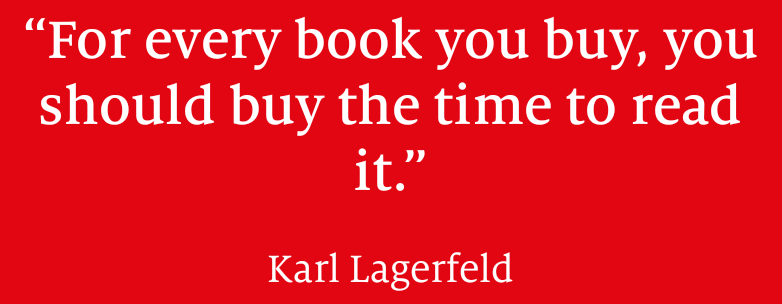 “For every book you buy, you
should buy the time to read
it.”
Karl Lagerfeld